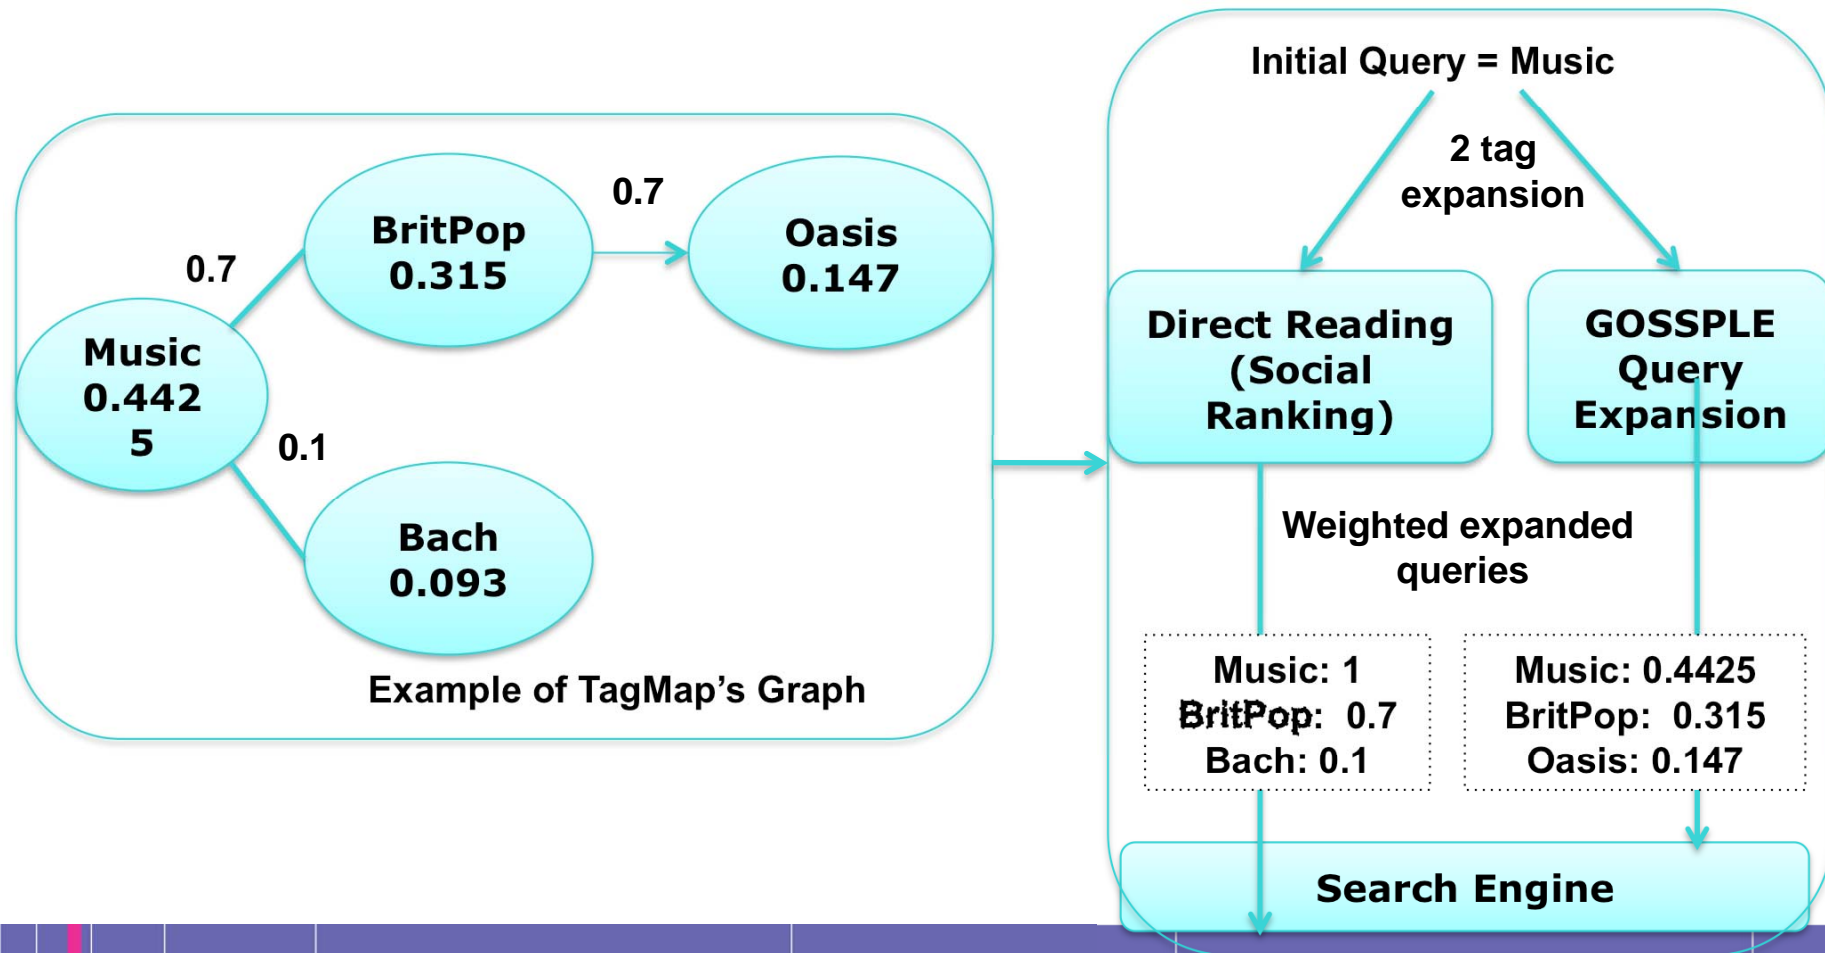 Initial Query = Music
2 tag
expansion
0.7
BritPop
0.315
Oasis
0.147
0.7
Music
0.442
5
0.1
Bach
0.093
Example of TagMap's Graph
Direct Reading
(Social
Ranking)
GOSSPLE
Query
Expansion
Weighted expanded
queries
Music: 1
BritPop: 0.7
Bach: 0.1
Music: 0.4425
BritPop: 0.315
Oasis: 0.147
Search Engine